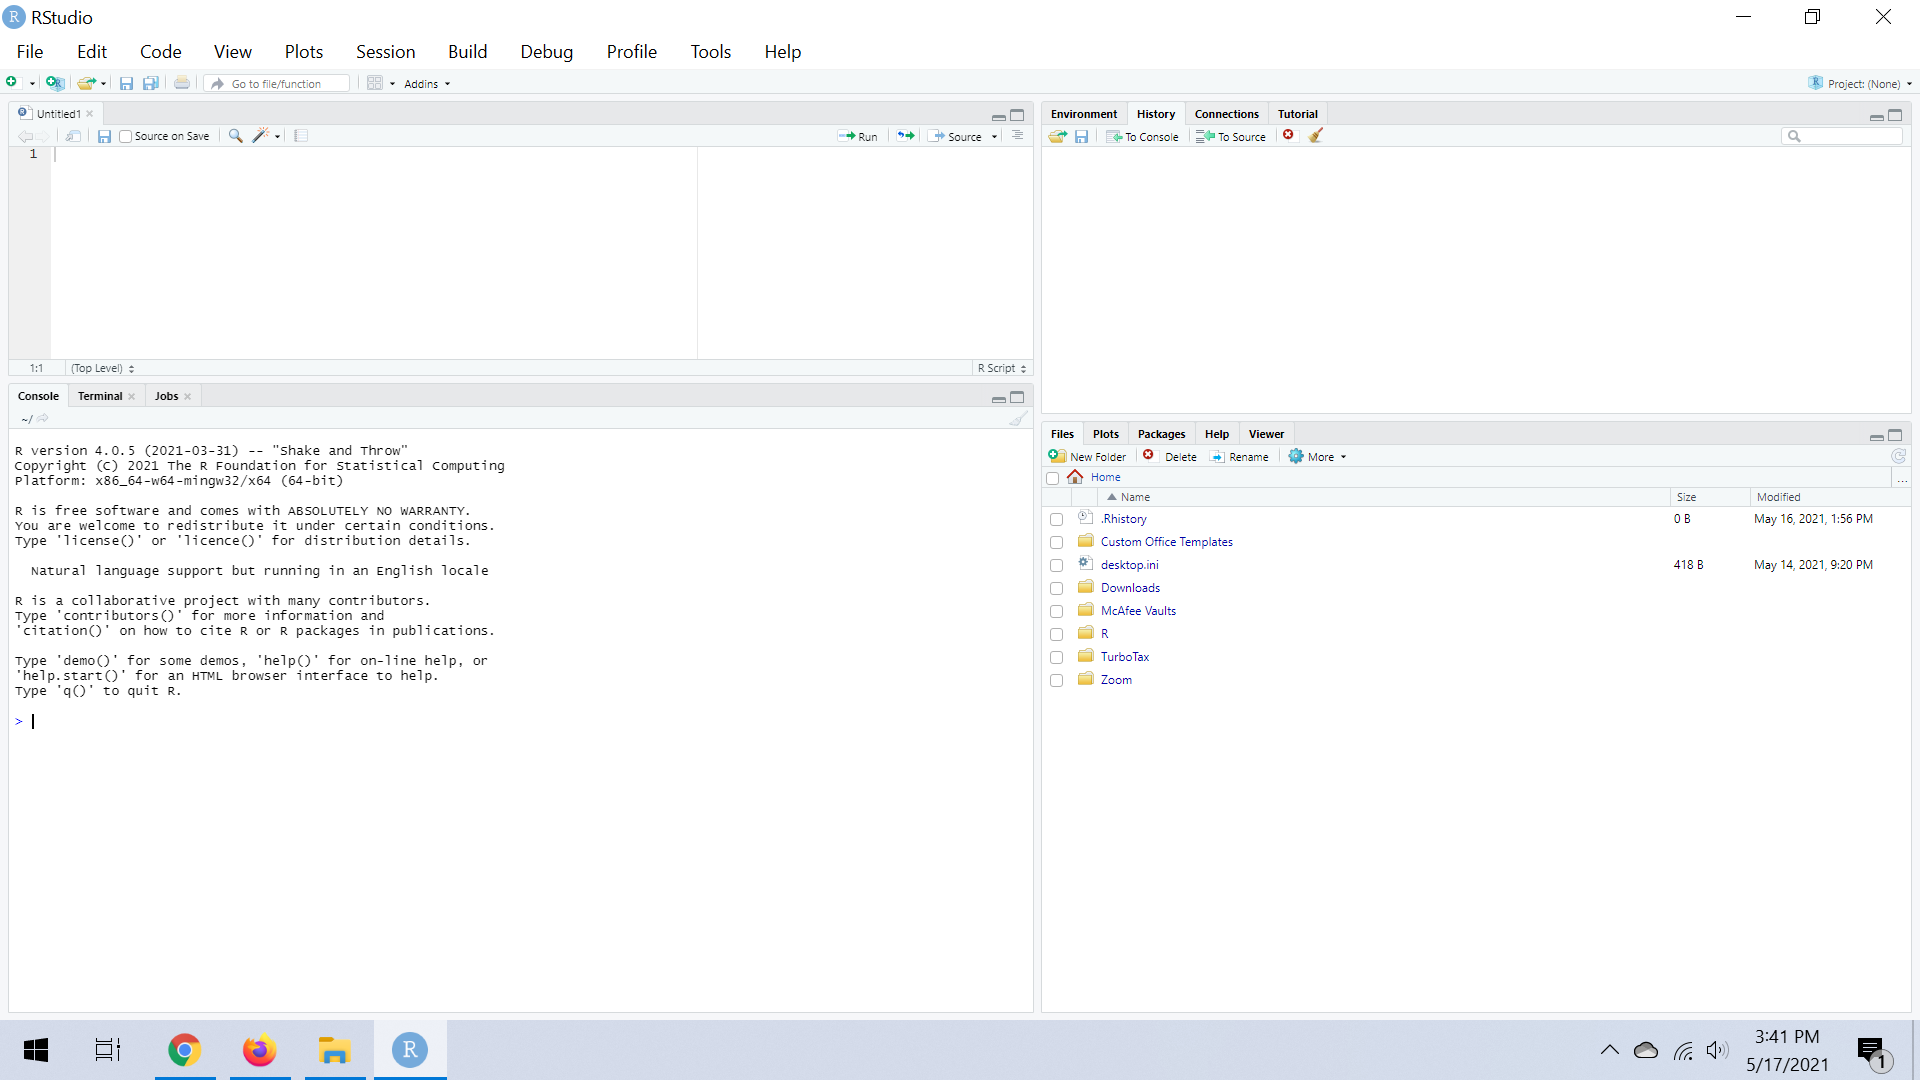 R RStudio
File Edit Code View Plots Session Build Debug Profile Tools Help
Go to file/function Addins Project: (None)
Untitled1
Source on Save Run Source
1
1:1 (Top Level) R Script
Console Terminal Jobs
~/
R version 4.0.5 (2021-03-31) -- "Shake and Throw"
Copyright (C) 2021 The R Foundation for Statistical Computing
Platform: x86_64-w64-mingw32/x64 (64-bit)
R is free software and comes with ABSOLUTELY NO WARRANTY.
You are welcome to redistribute it under certain conditions.
Type 'license()' or 'licence()' for distribution details.
Natural language support but running in an English locale
R is a collaborative project with many contributors.
Type 'contributors()' for more information and
'citation()' on how to cite R or R packages in publications.
Type 'demo()' for some demos, 'help()' for on-line help, or
'help.start()' for an HTML browser interface to help.
Type 'q()' to quit R.
>
Environment History Connections Tutorial
To Console To Source
Files Plots Packages Help Viewer
New Folder Delete Rename More
Home ...
Name Size Modified
.Rhistory 0 B May 16, 2021, 1:56 PM
Custom Office Templates
desktop.ini 418 B May 14, 2021, 9:20 PM
Downloads
McAfee Vaults
R
TurboTax
Zoom
R
3:41 PM
5/17/2021
1